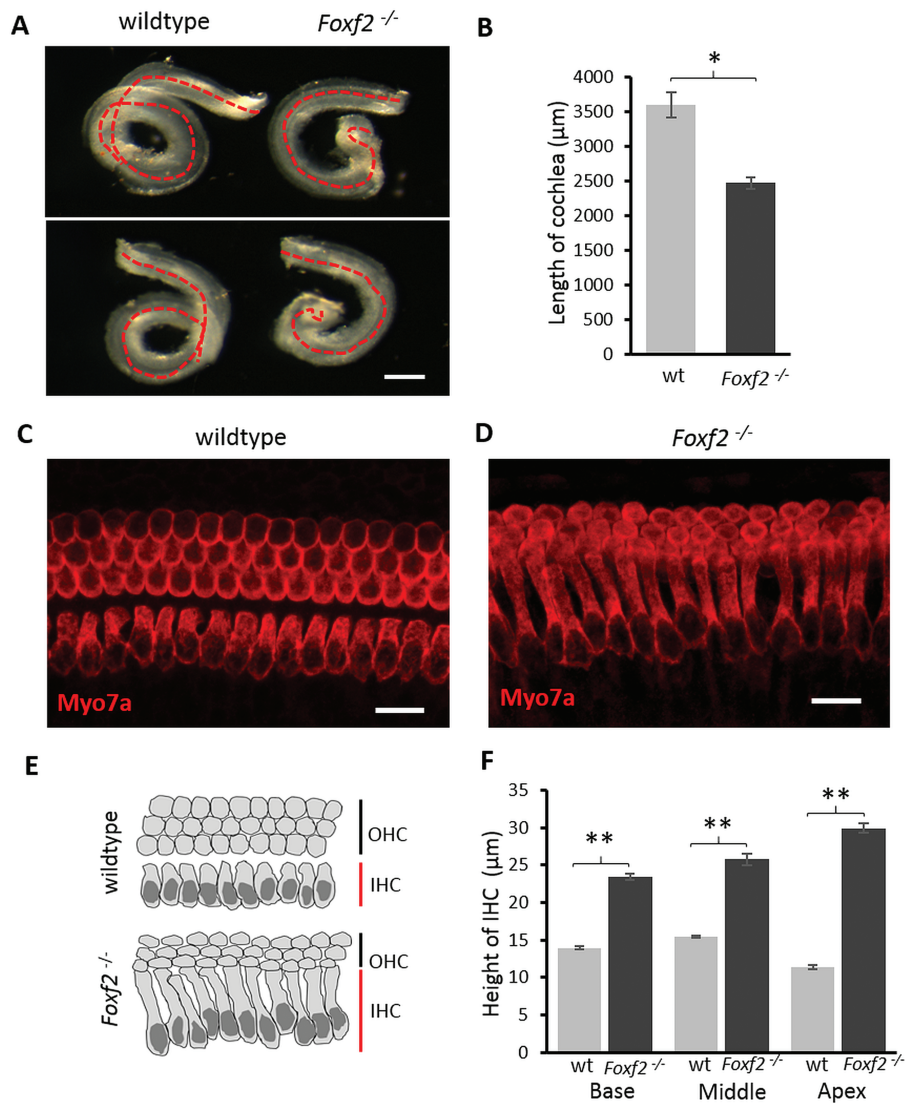 A
wildtype
Foxf2 -/-
B
*
4000
3500
3000
2500
2000
1500
1000
500
0
Length of cochlea (µm)
wt
Foxf2 -/-
C
wildtype
D
Foxf2 -/-
Myo7a
Myo7a
E
wildtype
OHC
IHC
Foxf2 -/-
OHC
IHC
F
35
30
25
20
15
10
5
0
Height of IHC (µm)
**
**
**
wt Foxf2 -/- wt Foxf2 -/- wt Foxf2 -/-
Base Middle Apex